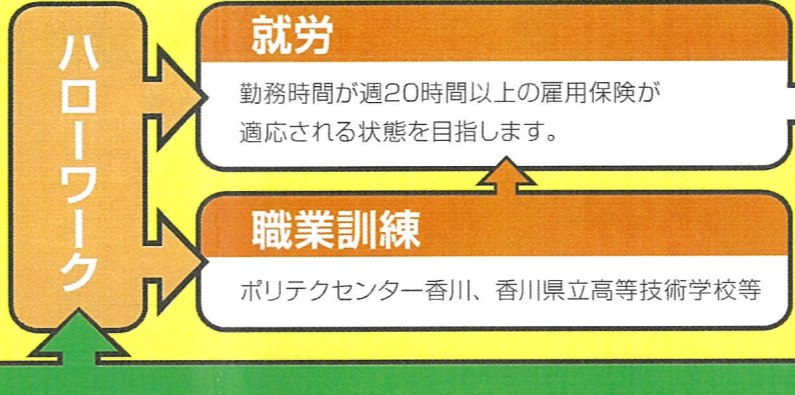 ハローワーク
就労
勤務時間が週20時間以上の雇用保険が
適応される状態を目指します。
職業訓練
ポリテクセンター香川、香川県立高等技術学校等